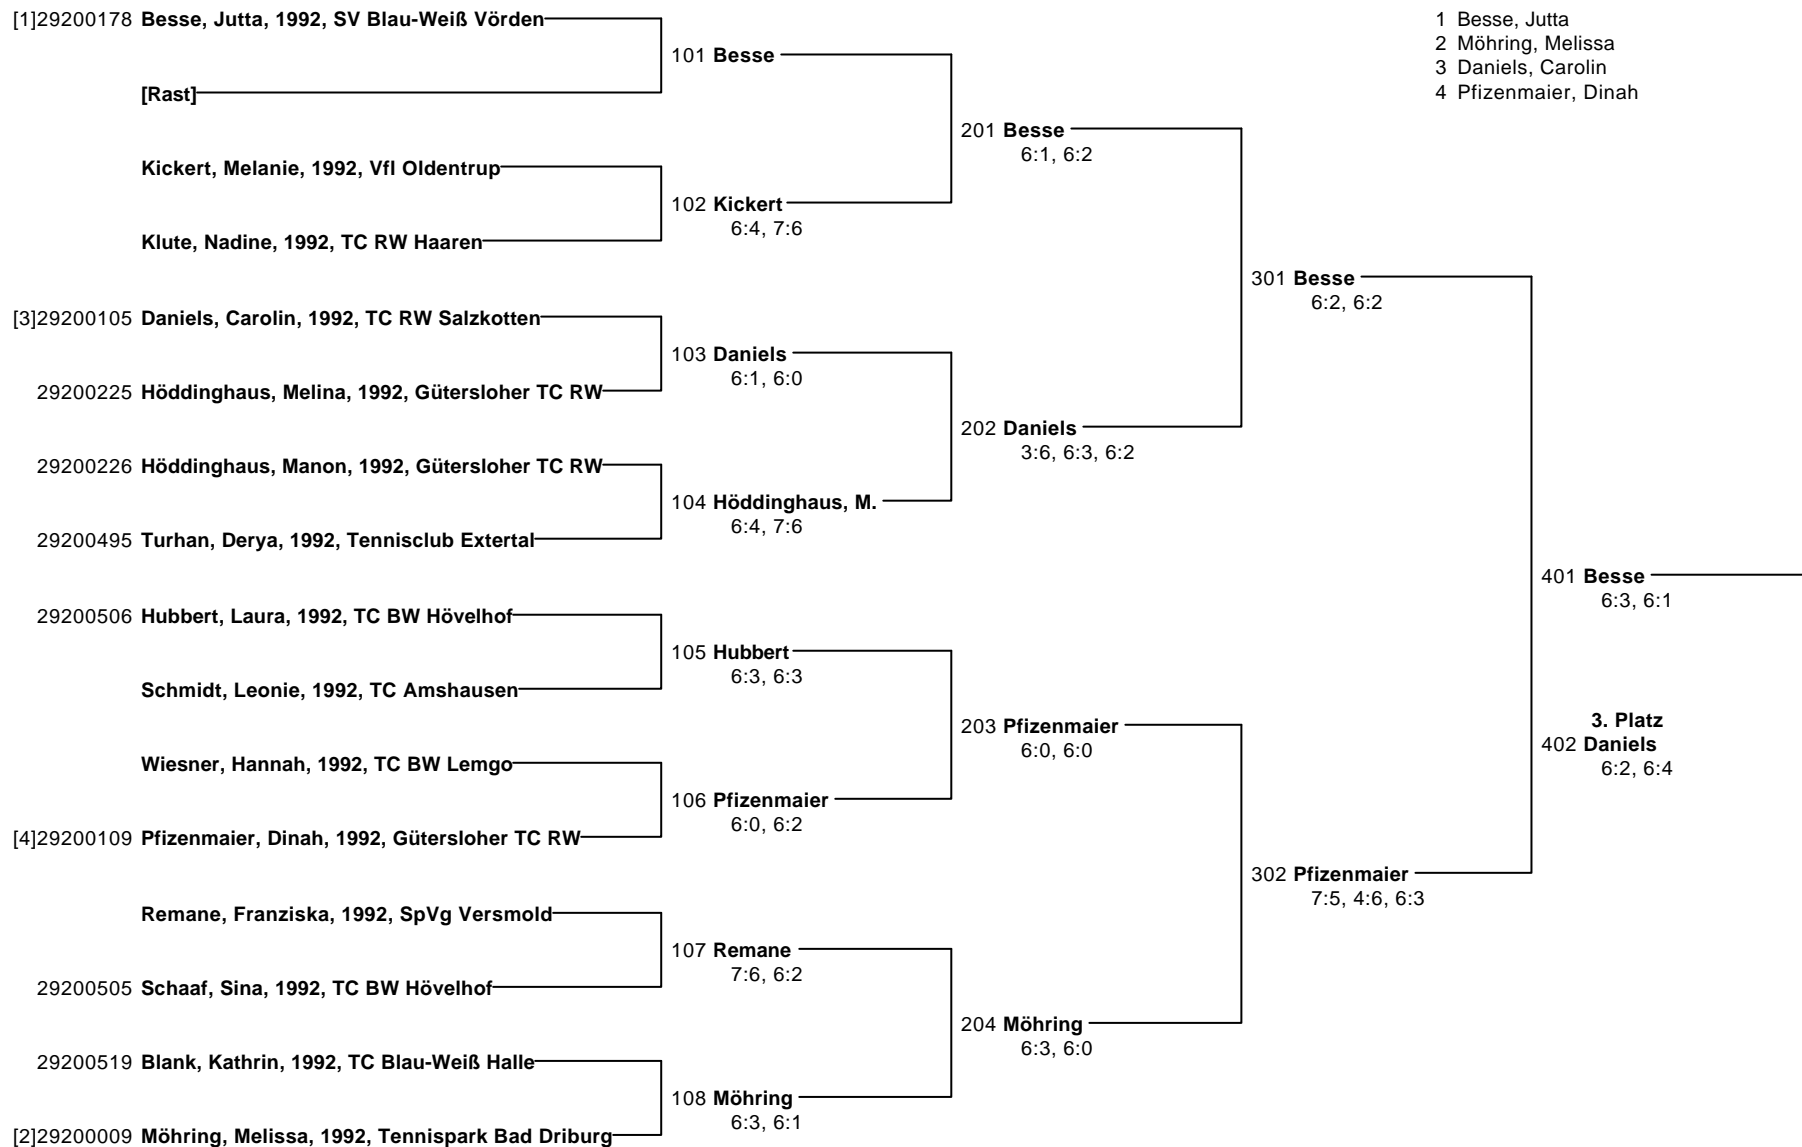 [1]29200178 Besse, Jutta, 1992, SV Blau-Weiß Vörden
[Rast]
Kickert, Melanie, 1992, Vfl Oldentrup
Klute, Nadine, 1992, TC RW Haaren
[3]29200105 Daniels, Carolin, 1992, TC RW Salzkotten
29200225 Höddinghaus, Melina, 1992, Gütersloher TC RW
29200226 Höddinghaus, Manon, 1992, Gütersloher TC RW
29200495 Turhan, Derya, 1992, Tennisclub Extertal
29200506 Hubbert, Laura, 1992, TC BW Hövelhof
Schmidt, Leonie, 1992, TC Amshausen
Wiesner, Hannah, 1992, TC BW Lemgo
[4]29200109 Pfizenmaier, Dinah, 1992, Gütersloher TC RW
Remane, Franziska, 1992, SpVg Versmold
29200505 Schaaf, Sina, 1992, TC BW Hövelhof
29200519 Blank, Kathrin, 1992, TC Blau-Weiß Halle
[2]29200009 Möhring, Melissa, 1992, Tennispark Bad Driburg
101 Besse
102 Kickert
6:4, 7:6
103 Daniels
6:1, 6:0
104 Höddinghaus, M.
6:4, 7:6
105 Hubbert
6:3, 6:3
106 Pfizenmaier
6:0, 6:2
107 Remane
7:6, 6:2
108 Möhring
6:3, 6:1
201 Besse
6:1, 6:2
202 Daniels
3:6, 6:3, 6:2
203 Pfizenmaier
6:0, 6:0
204 Möhring
6:3, 6:0
301 Besse
6:2, 6:2
302 Pfizenmaier
7:5, 4:6, 6:3
401 Besse
6:3, 6:1
3. Platz
402 Daniels
6:2, 6:4
1 Besse, Jutta
2 Möhring, Melissa
3 Daniels, Carolin
4 Pfizenmaier, Dinah